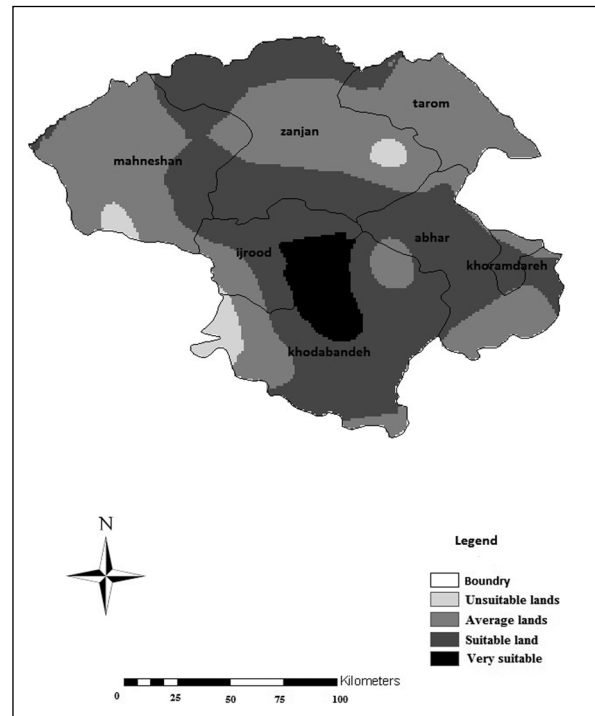 tarom
zanjan
mahneshan
abhar
ijrood
khoramdareh
khodabandeh
N
Legend
Boundry
Unsuitable lands
Average lands
Suitable land
Very suitable
Kilometers
0 25 50 75 100